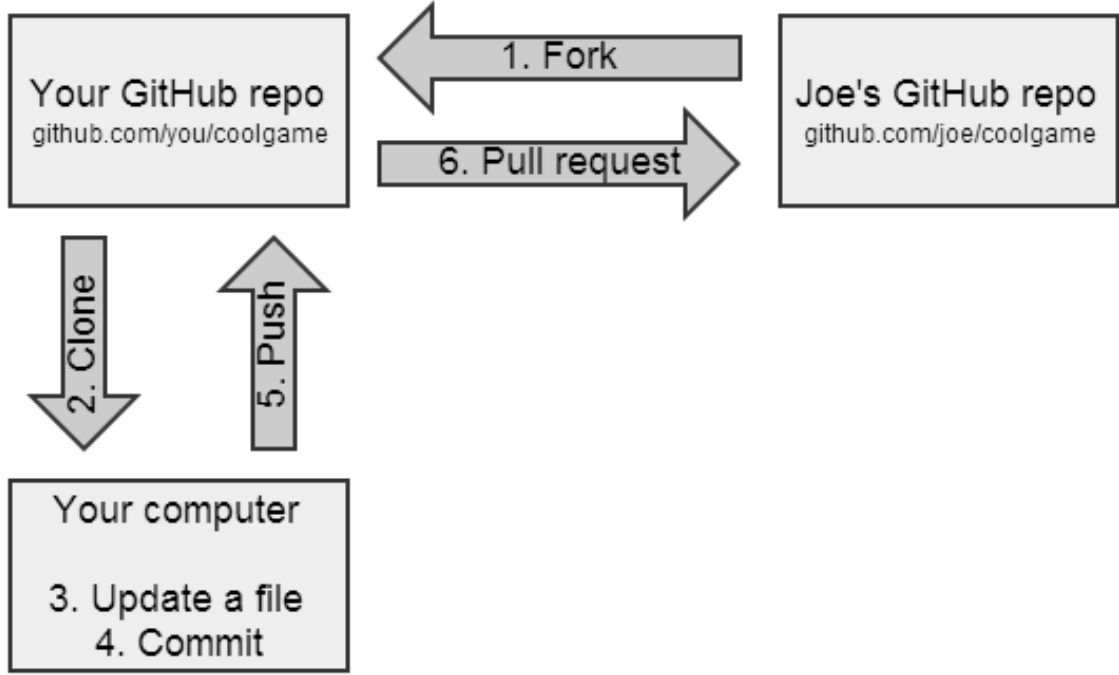 Your GitHub repo
github.com/you/coolgame
1. Fork
6. Pull request
Joe's GitHub repo
github.com/joe/coolgame
2. Clone
5. Push
Your computer
3. Update a file
4. Commit